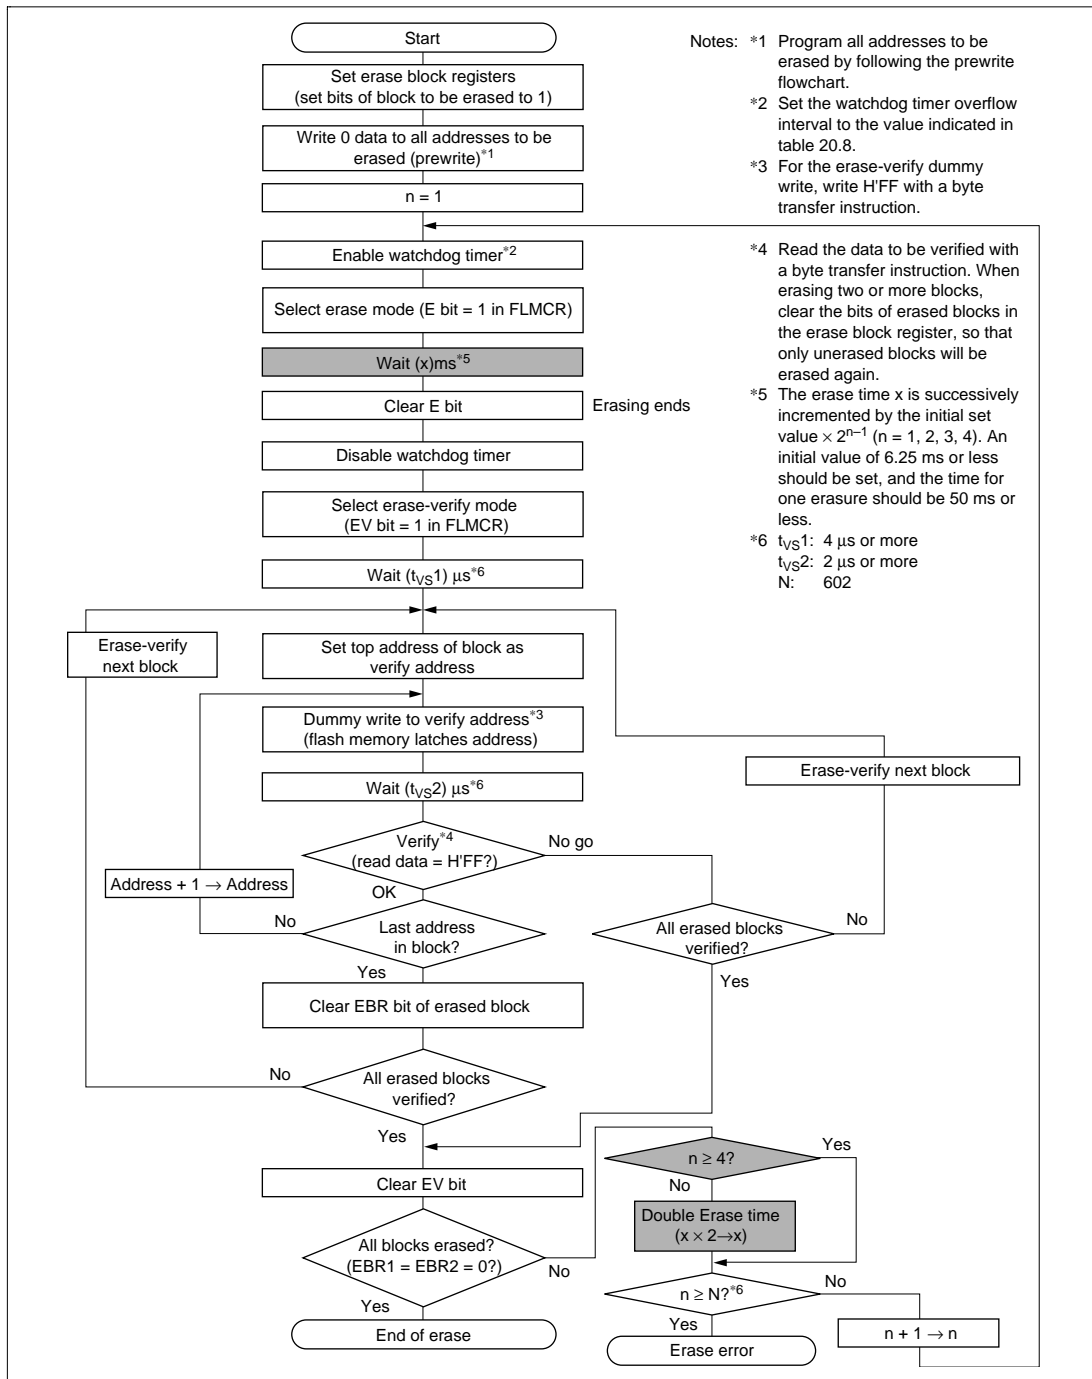 Start
Set erase block registers
(set bits of block to be erased to 1)
Write 0 data to all addresses to be
erased (prewrite)*1
n = 1
Enable watchdog timer*2
Select erase mode (E bit = 1 in FLMCR)
Wait (x)ms*5
Clear E bit
Erasing ends
Disable watchdog timer
Select erase-verify mode
(EV bit = 1 in FLMCR)
Wait (tVS1) μs*6
Erase-verify
next block
Set top address of block as
verify address
Dummy write to verify address*3
(flash memory latches address)
Wait (tVS2) μs*6
Erase-verify next block
Verify*4
(read data = H'FF?)
No go
OK
Address + 1 → Address
No
Last address
in block?
Yes
All erased blocks
verified?
No
Yes
Clear EBR bit of erased block
No
All erased blocks
verified?
Yes
Clear EV bit
All blocks erased?
(EBR1 = EBR2 = 0?)
No
Yes
End of erase
n ≥ 4?
Yes
No
Double Erase time
(x × 2→x)
n ≥ N?*6
No
Yes
n + 1 → n
Erase error
Notes: *1 Program all addresses to be
erased by following the prewrite
flowchart.
*2 Set the watchdog timer overflow
interval to the value indicated in
table 20.8.
*3 For the erase-verify dummy
write, write H'FF with a byte
transfer instruction.
*4 Read the data to be verified with
a byte transfer instruction. When
erasing two or more blocks,
clear the bits of erased blocks in
the erase block register, so that
only unerased blocks will be
erased again.
*5 The erase time x is successively
incremented by the initial set
value × 2n–1 (n = 1, 2, 3, 4). An
initial value of 6.25 ms or less
should be set, and the time for
one erasure should be 50 ms or
less.
*6 tVS1: 4 μs or more
tVS2: 2 μs or more
N: 602